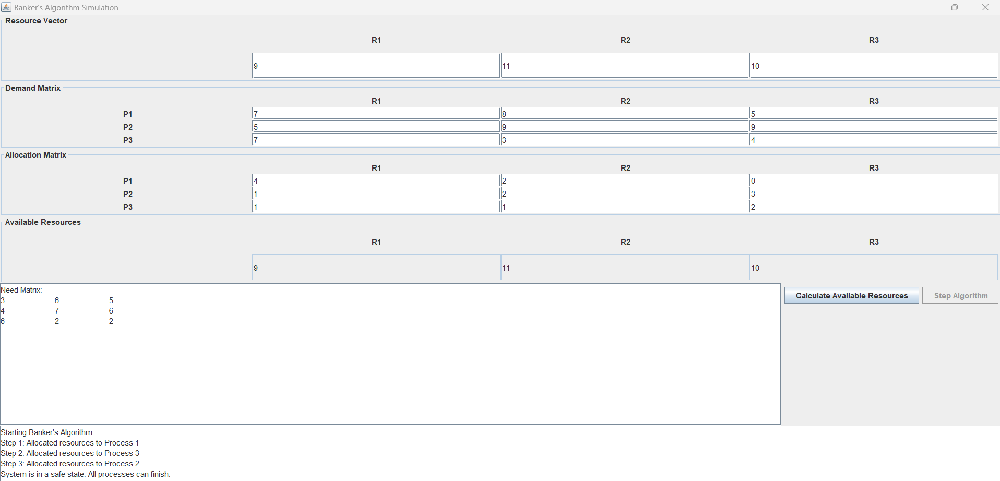 Banker's Algorithm Simulation
Resource Vector
R1 R2 R3
9 11 10
Demand Matrix
R1 R2 R3
P1 7 8 5
P2 5 9 9
P3 7 3 4
Allocation Matrix
R1 R2 R3
P1 4 2 0
P2 1 2 3
P3 1 1 2
Available Resources
R1 R2 R3
9 11 10
Need Matrix:
3 6 5
4 7 6
6 2 2
Calculate Available Resources Step Algorithm
Starting Banker's Algorithm
Step 1: Allocated resources to Process 1
Step 2: Allocated resources to Process 3
Step 3: Allocated resources to Process 2
System is in a safe state. All processes can finish.